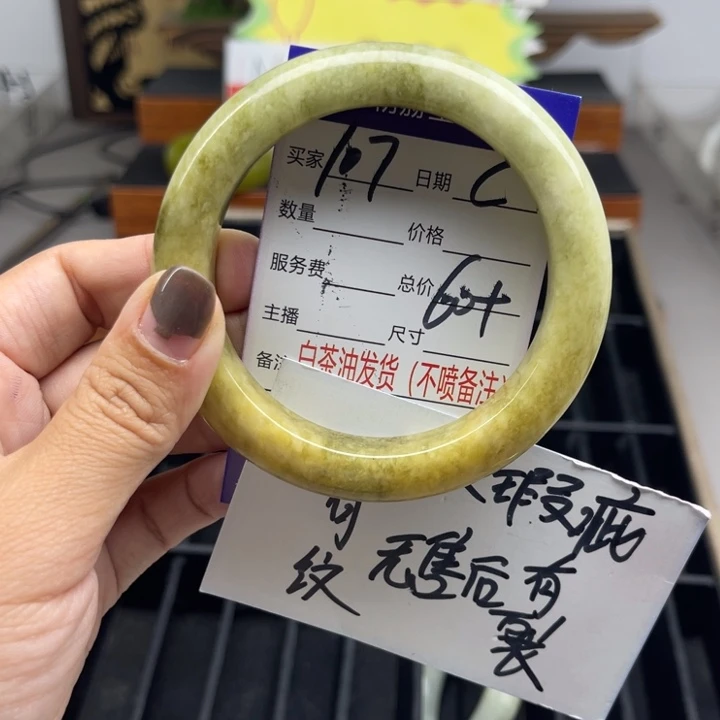 买家 107 日期 C
数量 价格
服务费 总价 64
主播 尺寸
备注 白茶油发货（不喷备注）
瑕疵
无售后有
纹 裂